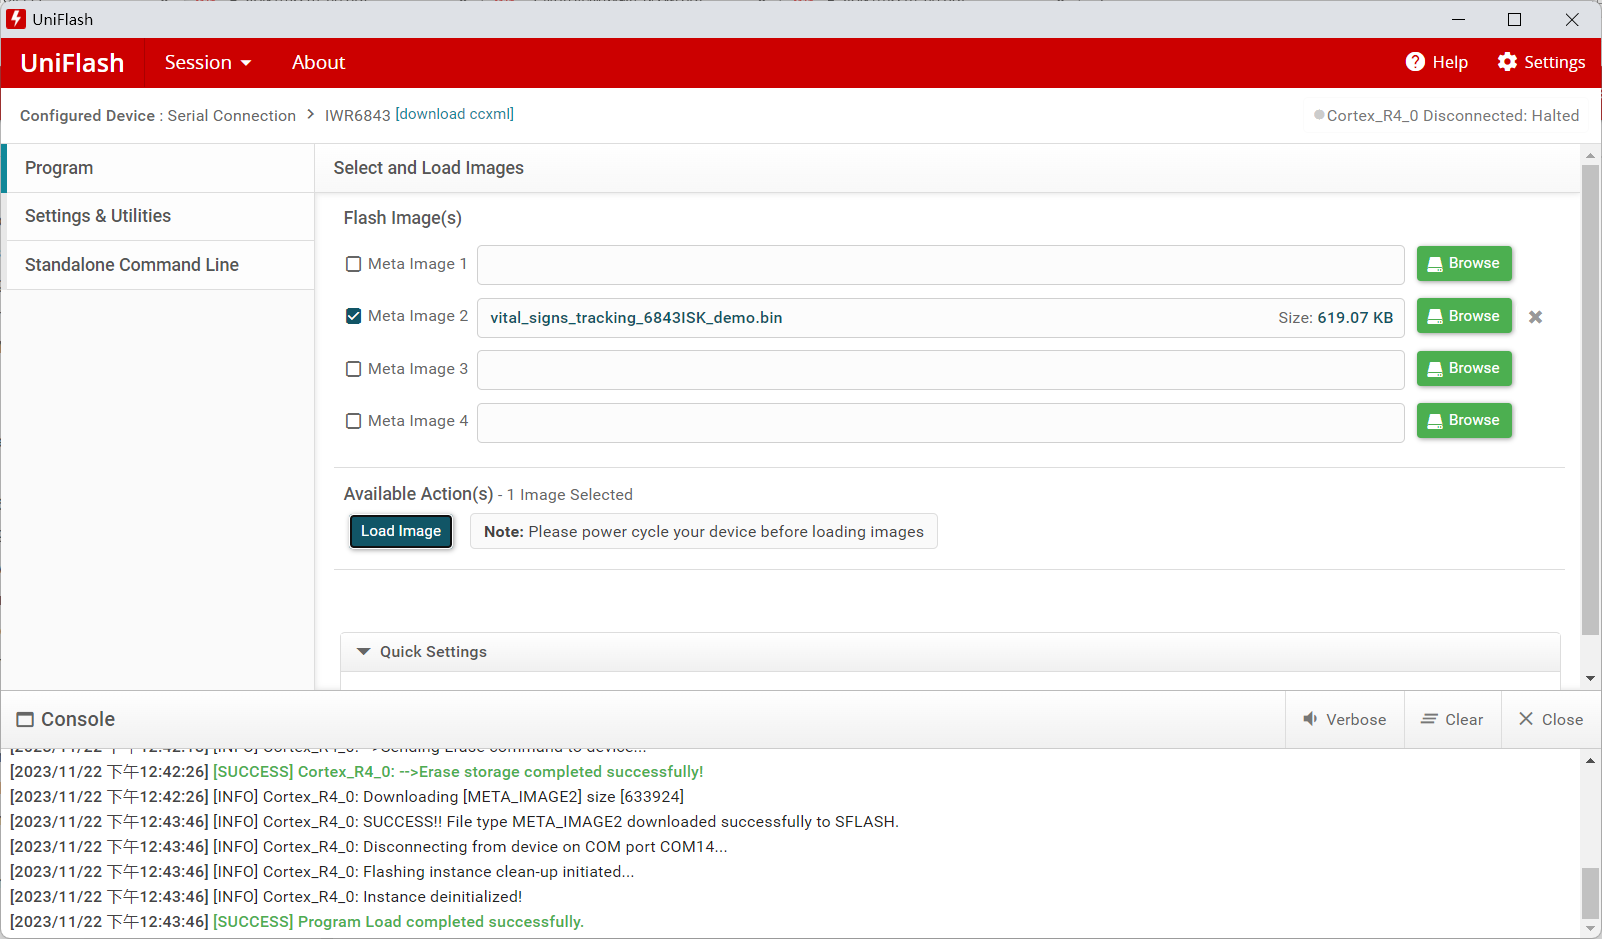 UniFlash
UniFlash Session About Help Settings
Configured Device : Serial Connection > IWR6843 [download ccxml] Cortex_R4_0 Disconnected: Halted
Program
Settings & Utilities
Standalone Command Line
Select and Load Images
Flash Image(s)
Meta Image 1 Browse
Meta Image 2 vital_signs_tracking_6843ISK_demo.bin Size: 619.07 KB Browse
Meta Image 3 Browse
Meta Image 4 Browse
Available Action(s) - 1 Image Selected
Load Image Note: Please power cycle your device before loading images
Quick Settings
Console Verbose Clear Close
[2023/11/22 下午12:42:26] [SUCCESS] Cortex_R4_0: -->Erase storage completed successfully!
[2023/11/22 下午12:42:26] [INFO] Cortex_R4_0: Downloading [META_IMAGE2] size [633924]
[2023/11/22 下午12:43:46] [INFO] Cortex_R4_0: SUCCESS!! File type META_IMAGE2 downloaded successfully to SFLASH.
[2023/11/22 下午12:43:46] [INFO] Cortex_R4_0: Disconnecting from device on COM port COM14...
[2023/11/22 下午12:43:46] [INFO] Cortex_R4_0: Flashing instance clean-up initiated...
[2023/11/22 下午12:43:46] [INFO] Cortex_R4_0: Instance deinitialized!
[2023/11/22 下午12:43:46] [SUCCESS] Program Load completed successfully.